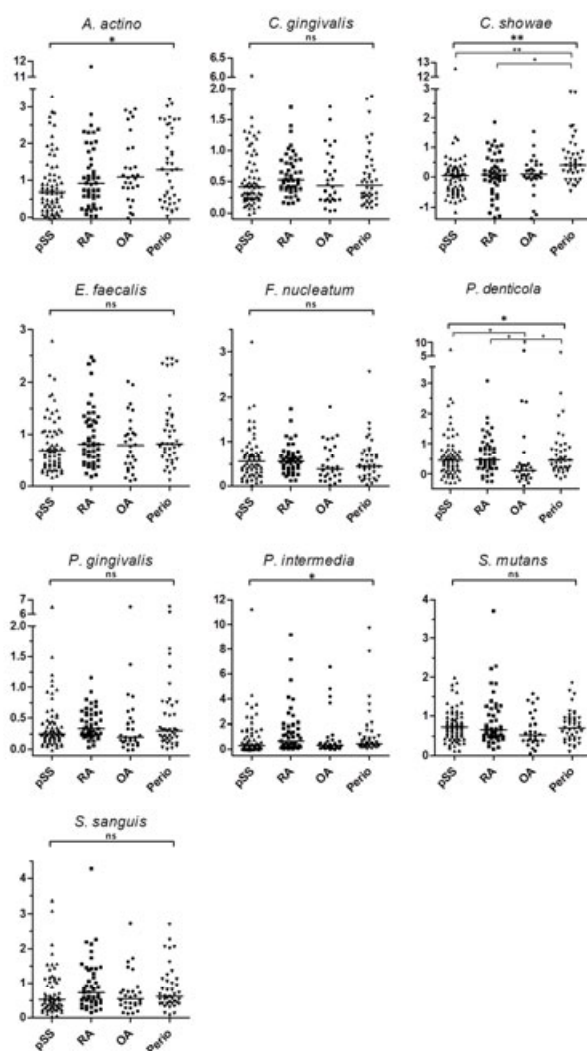 A. actino
*
12
11
3
2
1
0
pSS
RA
OA
Perio
C. gingivalis
ns
6.5
6.0
2.0
1.5
1.0
0.5
0.0
pSS
RA
OA
Perio
C. showae
**
**
*
13
12
3
2
1
0
-1
pSS
RA
OA
Perio
E. faecalis
ns
3
2
1
0
pSS
RA
OA
Perio
F. nucleatum
ns
3
2
1
0
pSS
RA
OA
Perio
P. denticola
*
*
*
*
10
5
4
2
0
pSS
RA
OA
Perio
P. gingivalis
ns
7
6
2.0
1.5
1.0
0.5
0.0
pSS
RA
OA
Perio
P. intermedia
*
12
10
8
6
4
2
0
pSS
RA
OA
Perio
S. mutans
ns
4
3
2
1
0
pSS
RA
OA
Perio
S. sanguis
ns
5
4
3
2
1
0
pSS
RA
OA
Perio